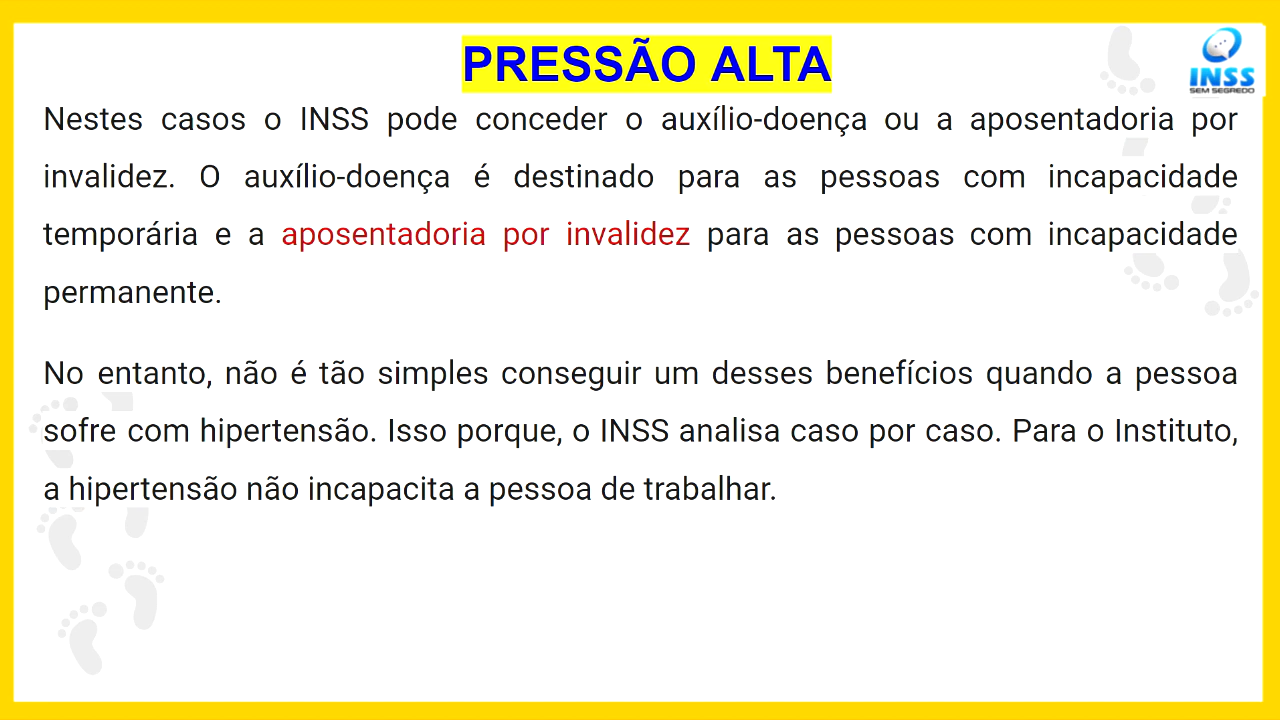 PRESSÃO ALTA
INSS
SEM SEGREDO
Nestes casos o INSS pode conceder o auxílio-doença ou a aposentadoria por
invalidez. O auxílio-doença é destinado para as pessoas com incapacidade
temporária e a aposentadoria por invalidez para as pessoas com incapacidade
permanente.
No entanto, não é tão simples conseguir um desses benefícios quando a pessoa
sofre com hipertensão. Isso porque, o INSS analisa caso por caso. Para o Instituto,
a hipertensão não incapacita a pessoa de trabalhar.